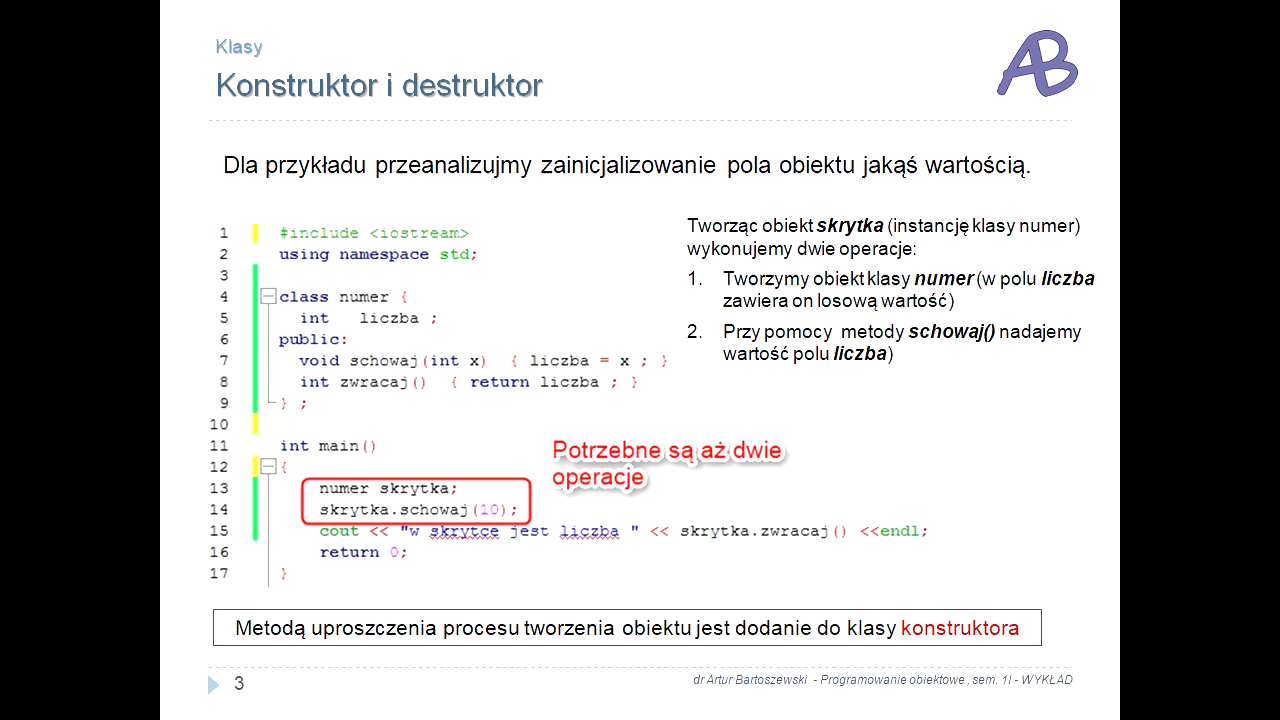 Klasy
Konstruktor i destruktor
AB
Dla przykładu przeanalizujmy zainicjalizowanie pola obiektu jakąś wartością.
Tworząc obiekt skrytka (instancję klasy numer)
wykonujemy dwie operacje:
1. Tworzymy obiekt klasy numer (w polu liczba
zawiera on losową wartość)
2. Przy pomocy metody schowaj() nadajemy
wartość polu liczba)
1 #include <iostream>
2 using namespace std;
3
4 class numer {
5 int liczba ;
6 public:
7 void schowaj(int x) { liczba = x ; }
8 int zwracaj() { return liczba ; }
9 } ;
10
11 int main()
12 {
13 numer skrytka;
14 skrytka.schowaj(10);
15 cout << "w skrytce jest liczba " << skrytka.zwracaj() <<endl;
16 return 0;
17 }
Potrzebne są aż dwie
operacje
Metodą uproszczenia procesu tworzenia obiektu jest dodanie do klasy konstruktora
3
dr Artur Bartoszewski - Programowanie obiektowe, sem. 1I - WYKŁAD